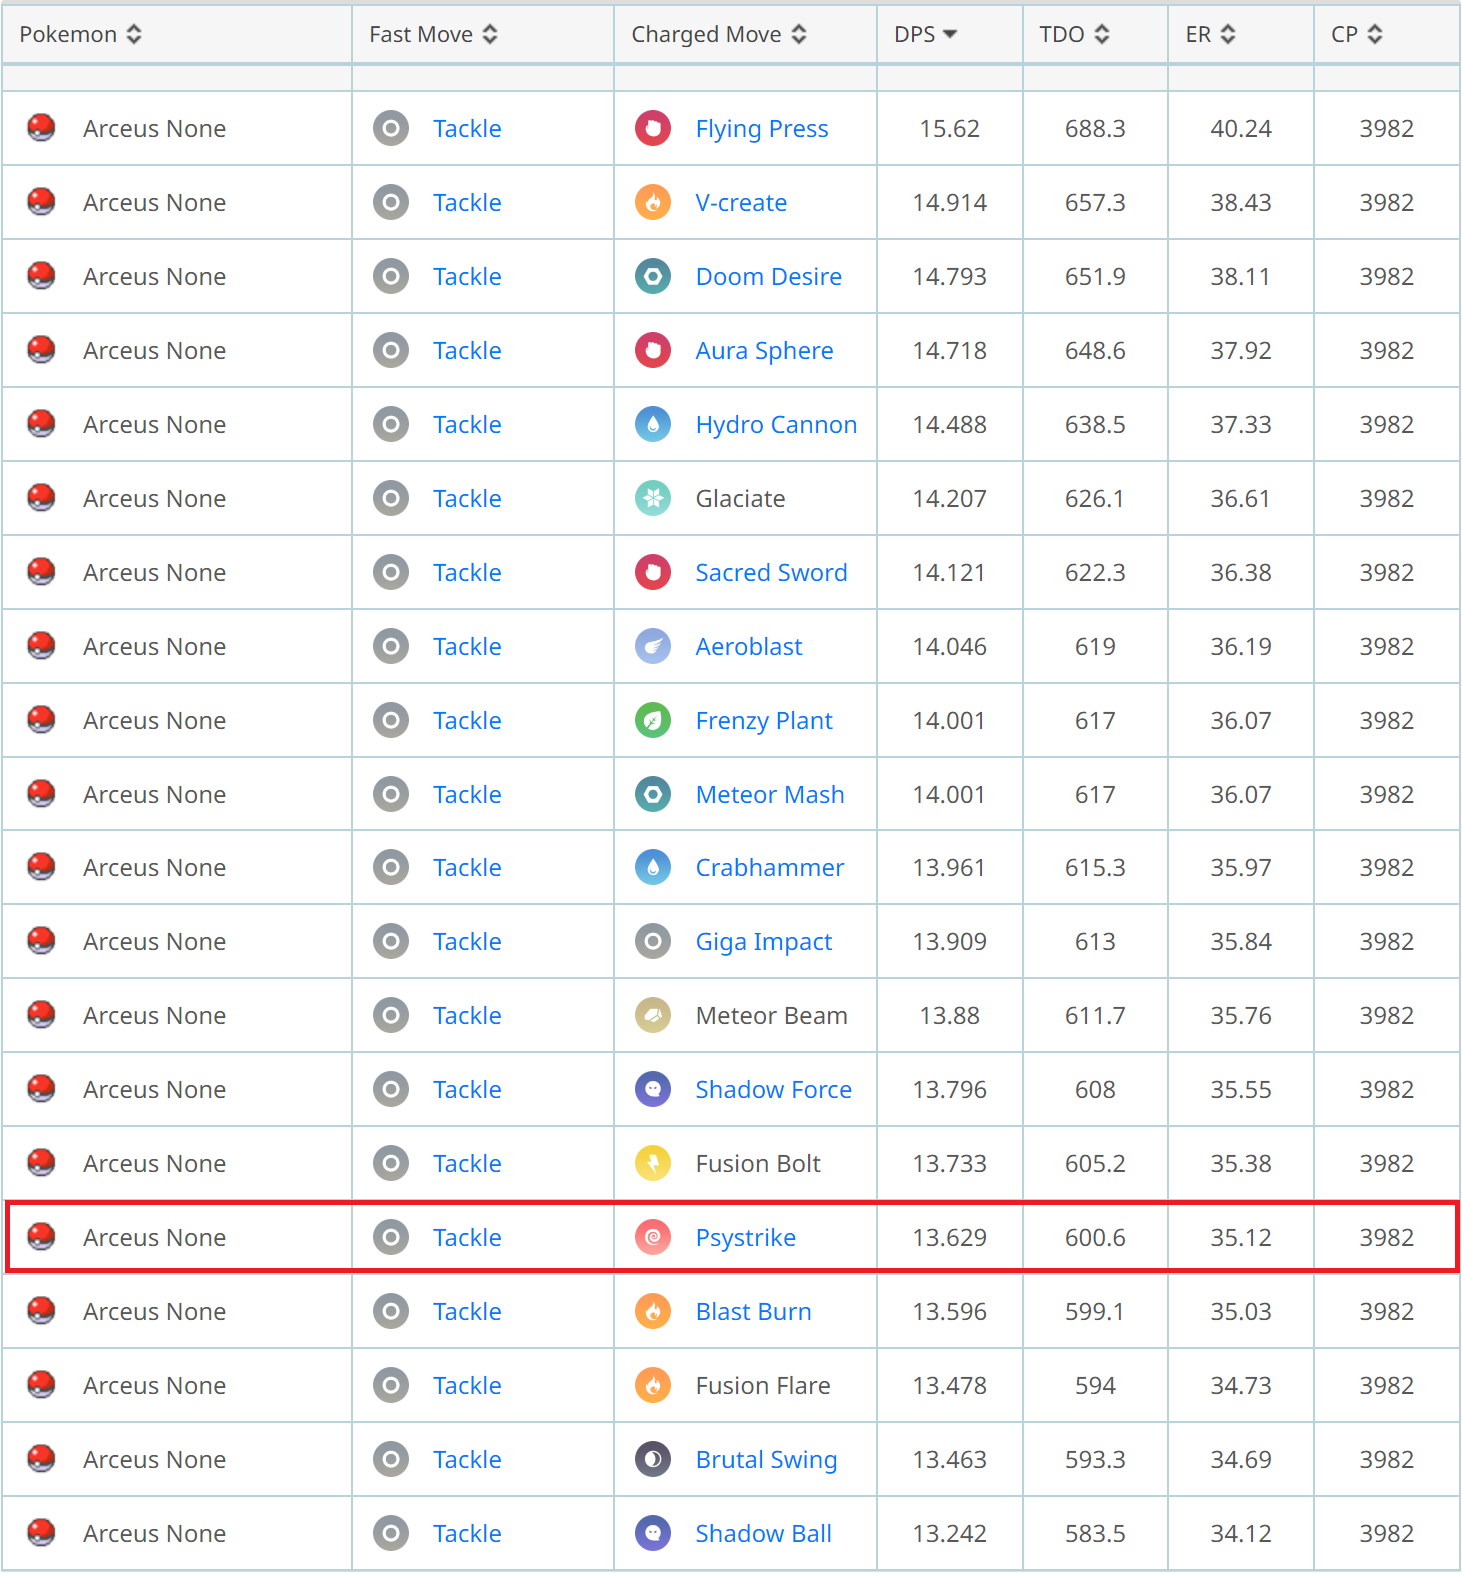 Pokemon Fast Move Charged Move DPS TDO ER CP
Arceus None Tackle Flying Press 15.62 688.3 40.24 3982
Arceus None Tackle V-create 14.914 657.3 38.43 3982
Arceus None Tackle Doom Desire 14.793 651.9 38.11 3982
Arceus None Tackle Aura Sphere 14.718 648.6 37.92 3982
Arceus None Tackle Hydro Cannon 14.488 638.5 37.33 3982
Arceus None Tackle Glaciate 14.207 626.1 36.61 3982
Arceus None Tackle Sacred Sword 14.121 622.3 36.38 3982
Arceus None Tackle Aeroblast 14.046 619 36.19 3982
Arceus None Tackle Frenzy Plant 14.001 617 36.07 3982
Arceus None Tackle Meteor Mash 14.001 617 36.07 3982
Arceus None Tackle Crabhammer 13.961 615.3 35.97 3982
Arceus None Tackle Giga Impact 13.909 613 35.84 3982
Arceus None Tackle Meteor Beam 13.88 611.7 35.76 3982
Arceus None Tackle Shadow Force 13.796 608 35.55 3982
Arceus None Tackle Fusion Bolt 13.733 605.2 35.38 3982
Arceus None Tackle Psystrike 13.629 600.6 35.12 3982
Arceus None Tackle Blast Burn 13.596 599.1 35.03 3982
Arceus None Tackle Fusion Flare 13.478 594 34.73 3982
Arceus None Tackle Brutal Swing 13.463 593.3 34.69 3982
Arceus None Tackle Shadow Ball 13.242 583.5 34.12 3982